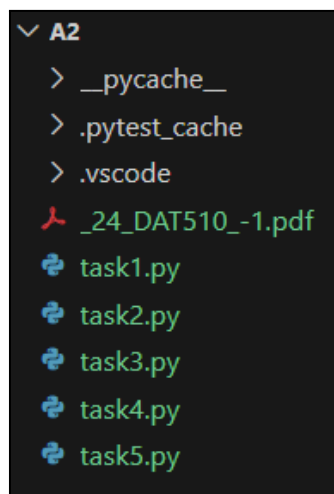 A2
__pycache__
.pytest_cache
.vscode
_24_DAT510_-1.pdf
task1.py
task2.py
task3.py
task4.py
task5.py